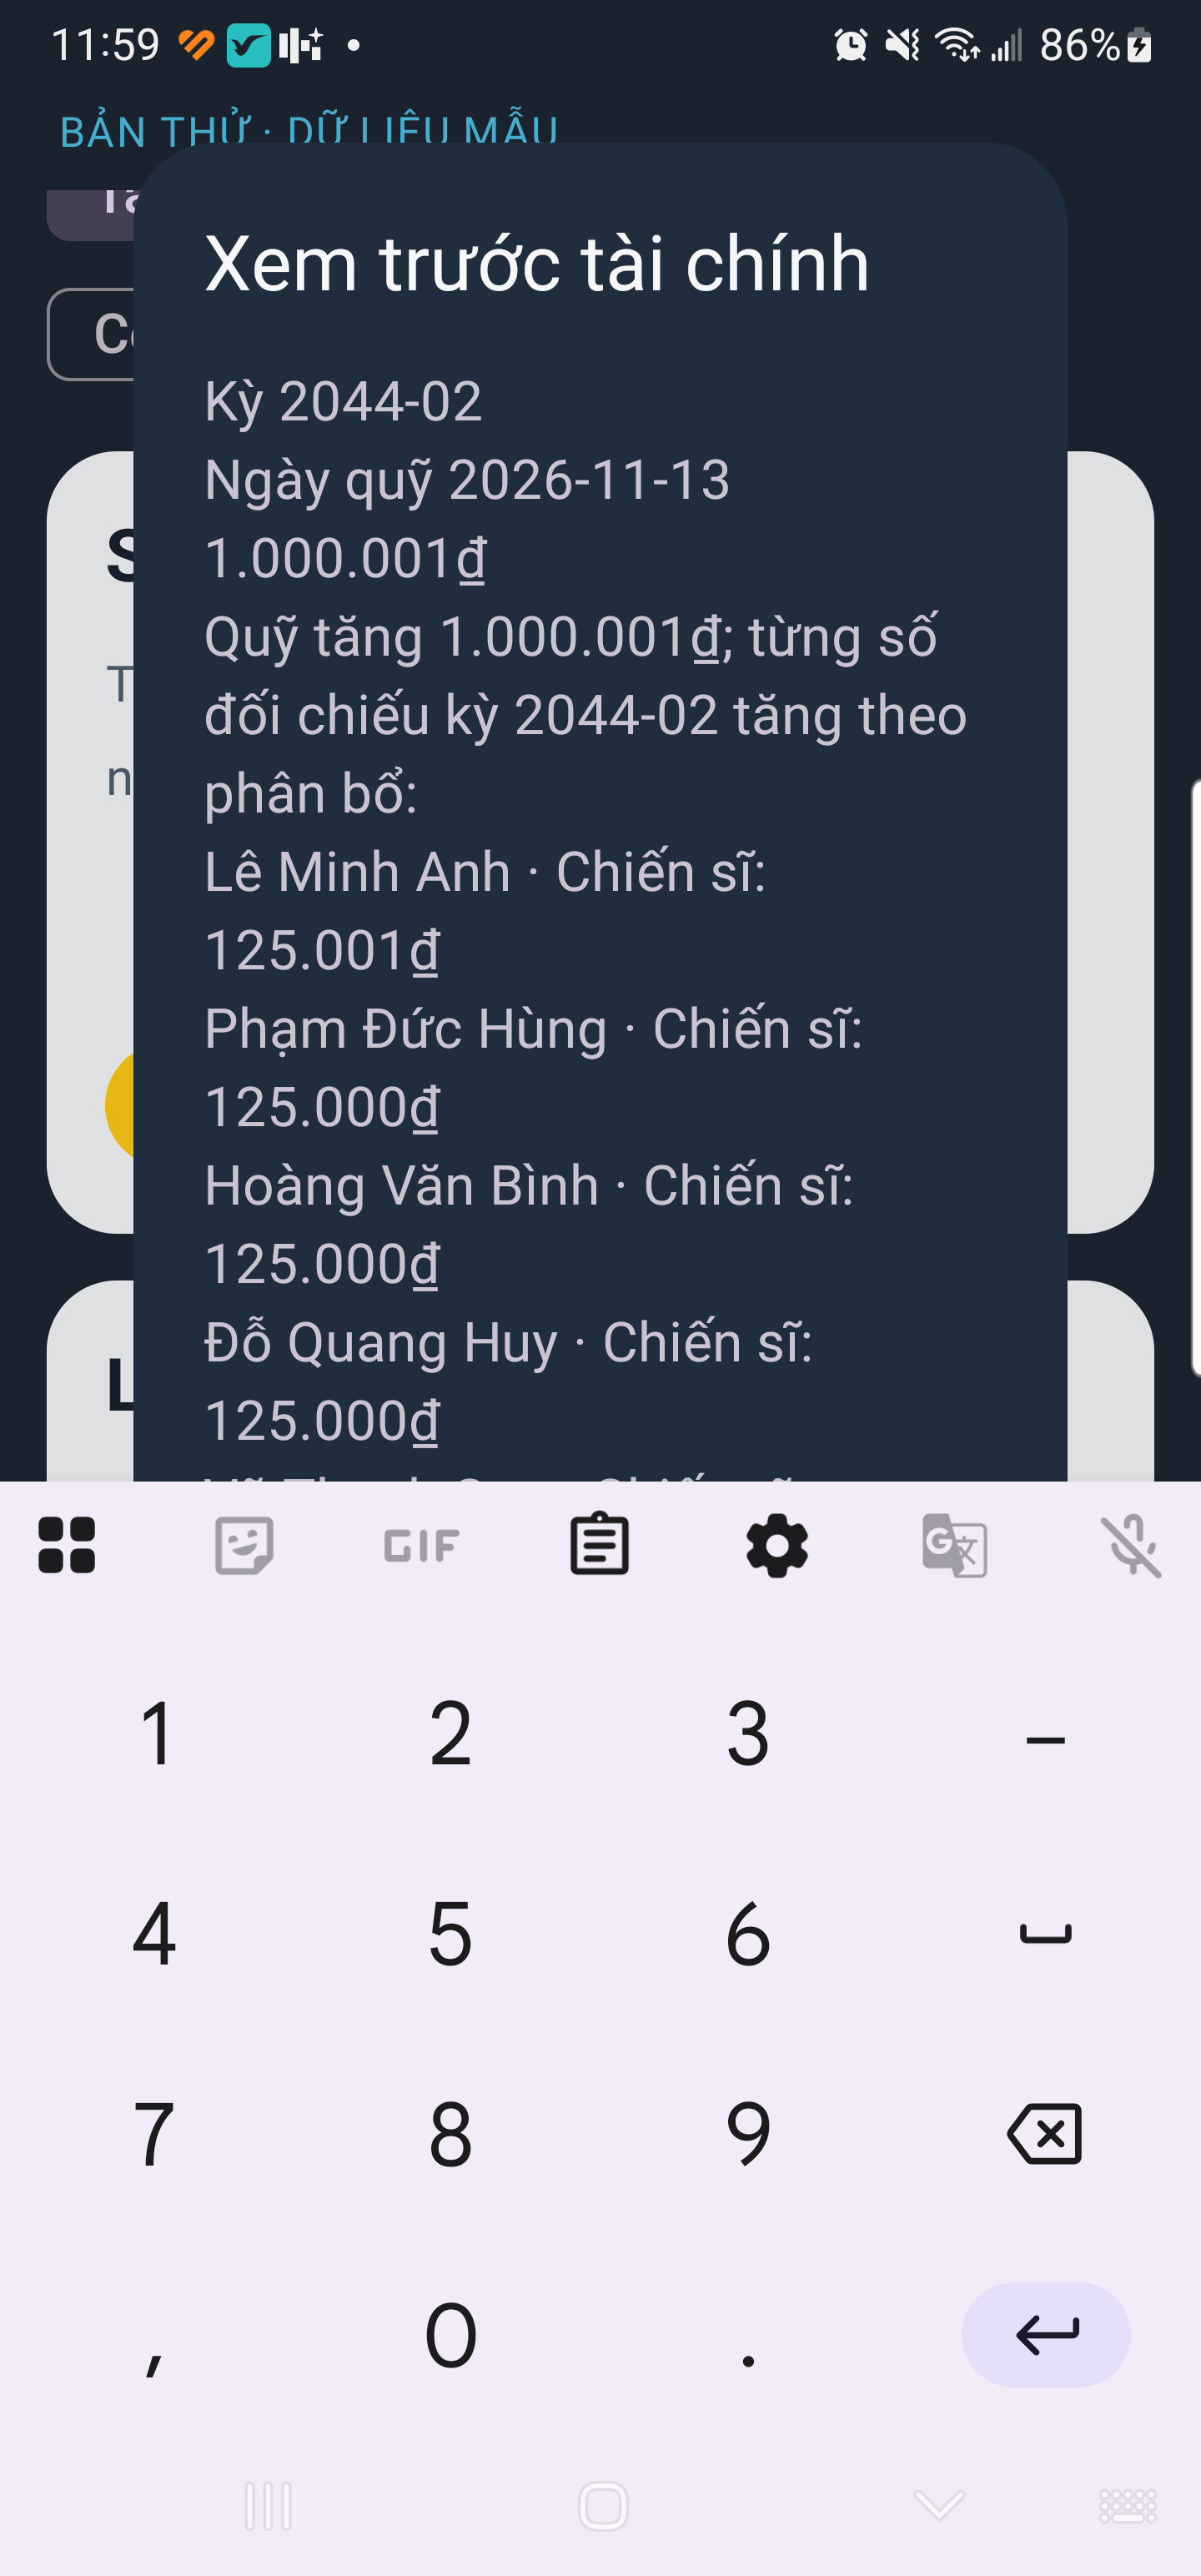 11:59
86%
BẢN THỬ · DỮ LIỆU MẪU
Xem trước tài chính
Kỳ 2044-02
Ngày quỹ 2026-11-13
1.000.001₫
Quỹ tăng 1.000.001₫; từng số
đối chiếu kỳ 2044-02 tăng theo
phân bổ:
Lê Minh Anh · Chiến sĩ:
125.001₫
Phạm Đức Hùng · Chiến sĩ:
125.000₫
Hoàng Văn Bình · Chiến sĩ:
125.000₫
Đỗ Quang Huy · Chiến sĩ:
125.000₫
GIF
1 2 3 –
4 5 6
7 8 9
, 0 .